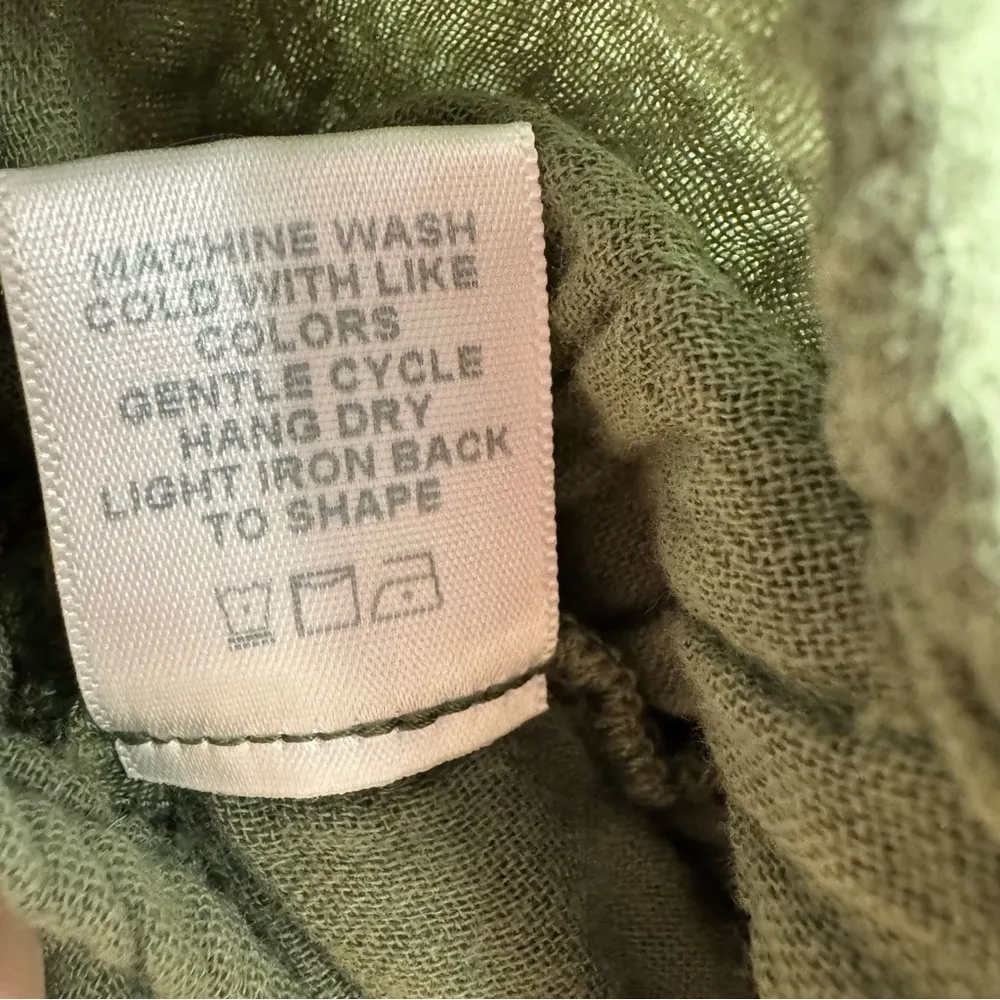 MACHINE WASH
COLD WITH LIKE
COLORS
GENTLE CYCLE
HANG DRY
LIGHT IRON BACK
TO SHAPE